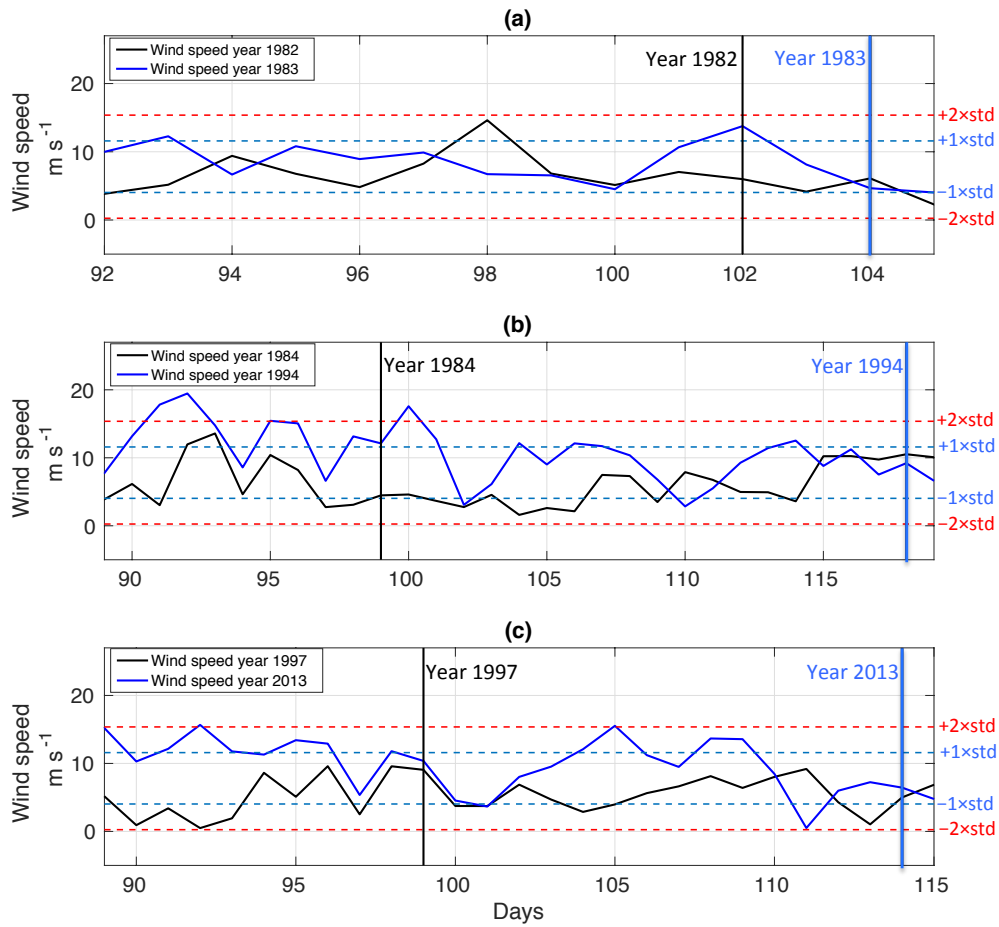 (a)
Wind speed year 1982
Wind speed year 1983
Year 1982
Year 1983
20
10
0
Wind speed
m s⁻¹
+2×std
+1×std
−1×std
−2×std
92 94 96 98 100 102 104
(b)
Wind speed year 1984
Wind speed year 1994
Year 1984
Year 1994
20
10
0
Wind speed
m s⁻¹
+2×std
+1×std
−1×std
−2×std
90 95 100 105 110 115
(c)
Wind speed year 1997
Wind speed year 2013
Year 1997
Year 2013
20
10
0
Wind speed
m s⁻¹
+2×std
+1×std
−1×std
−2×std
90 95 100 105 110 115
Days